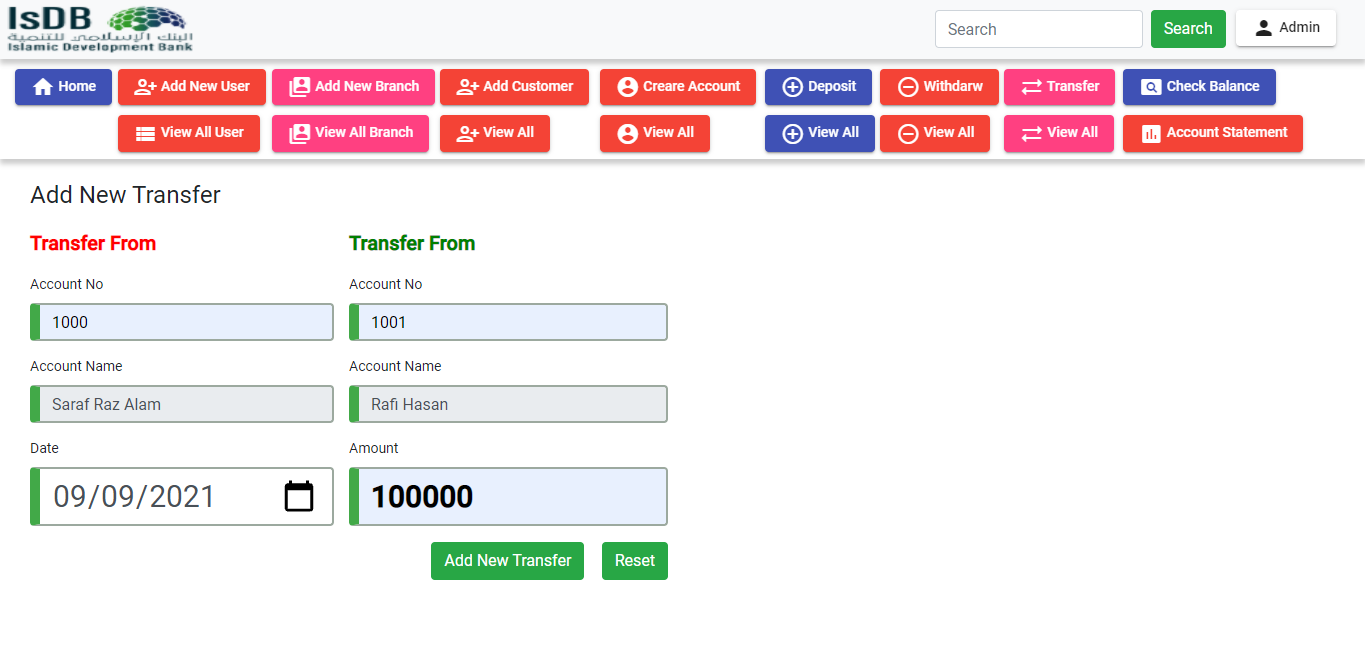 IsDB
البنك الإسلامي للتنمية
Islamic Development Bank
Search
Search
Admin
Home
Add New User
Add New Branch
Add Customer
Creare Account
Deposit
Withdarw
Transfer
Check Balance
View All User
View All Branch
View All
View All
View All
View All
View All
Account Statement
Add New Transfer
Transfer From
Transfer From
Account No
Account No
1000
1001
Account Name
Account Name
Saraf Raz Alam
Rafi Hasan
Date
Amount
09/09/2021
100000
Add New Transfer
Reset